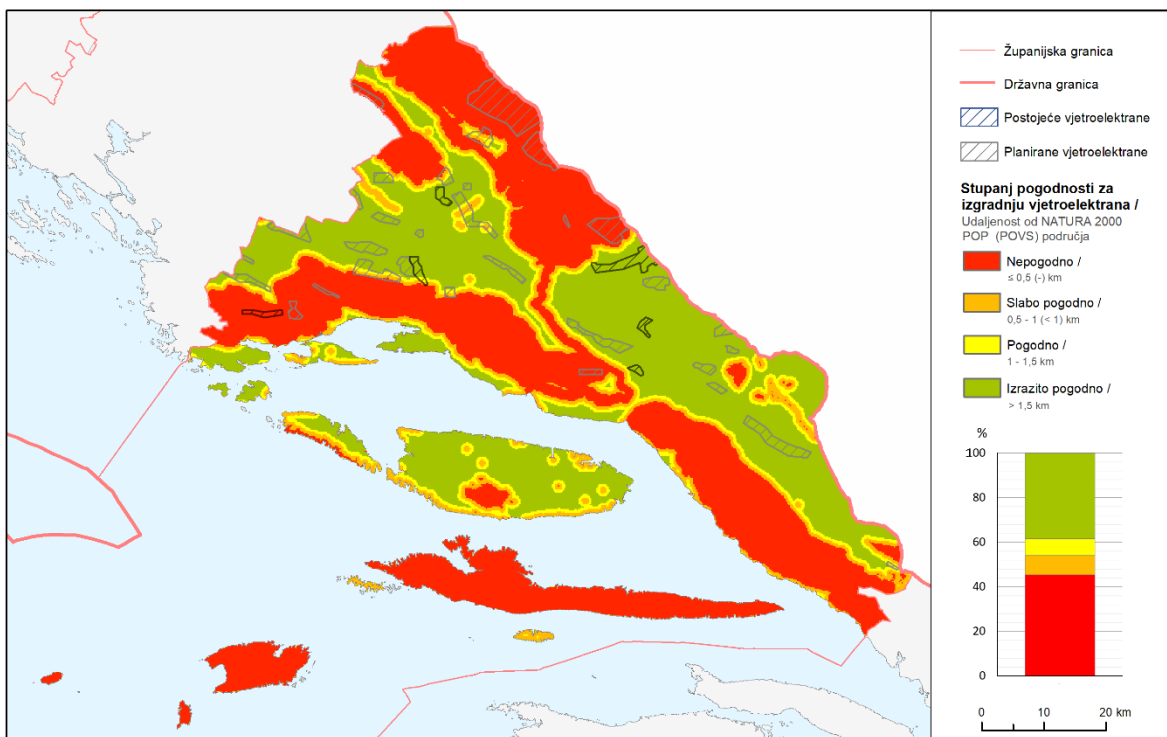 Županijska granica
Državna granica
Postojeće vjetroelektrane
Planirane vjetroelektrane
Stupanj pogodnosti za
izgradnju vjetroelektrana /
Udaljenost od NATURA 2000
POP (POVS) područja
Nepogodno /
≤ 0,5 (-) km
Slabo pogodno /
0,5 - 1 (< 1) km
Pogodno /
1 - 1,5 km
Izrazito pogodno /
> 1,5 km
%
100
80
60
40
20
0
0 10 20 km